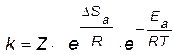 k = Z · e^{ΔS_a / R} · e^{-E_a / RT}